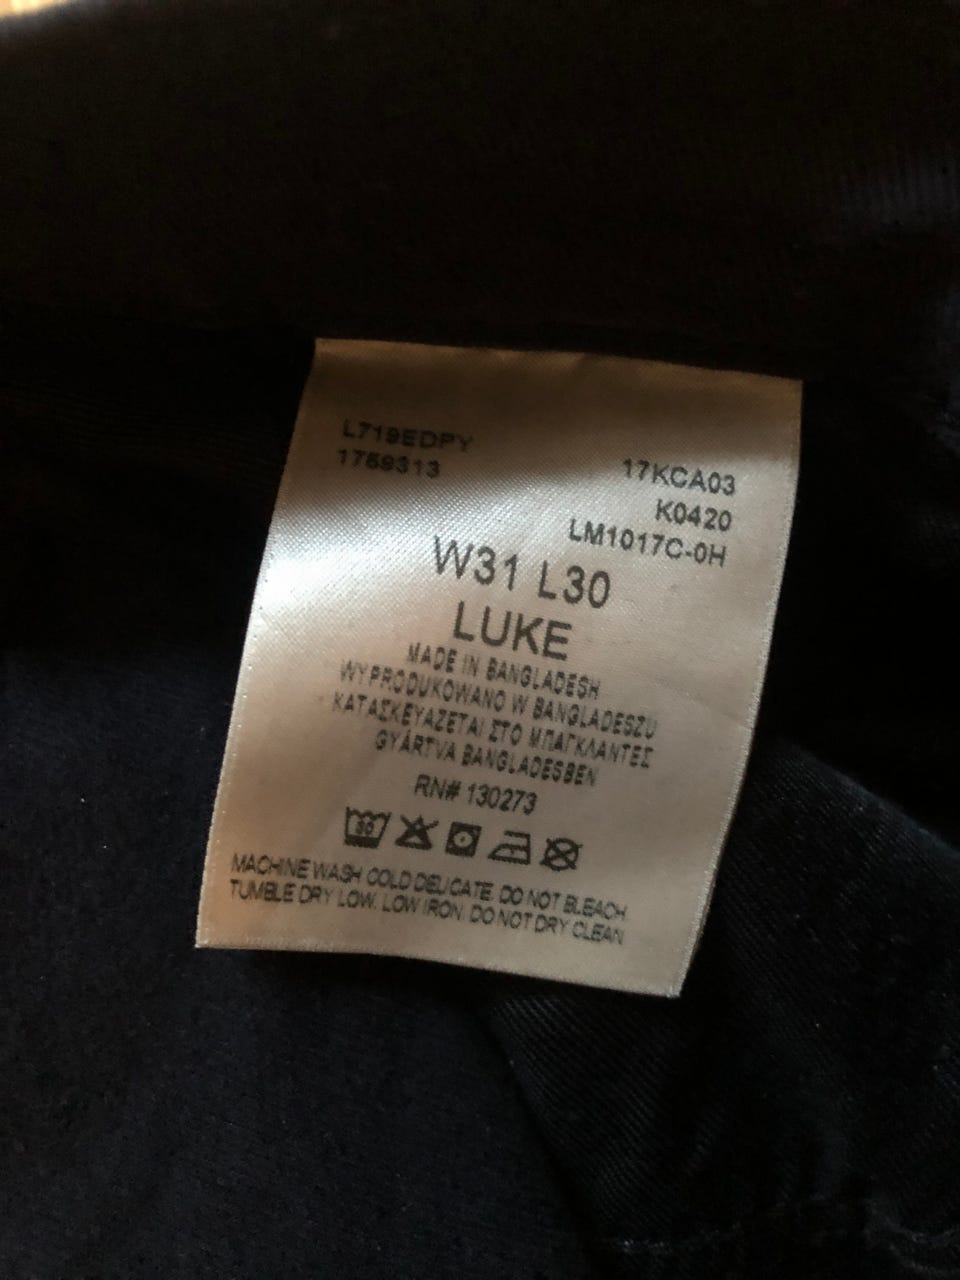 L719EDPY
1759313
17KCA03
K0420
LM1017C-0H
W31 L30
LUKE
MADE IN BANGLADESH
WYPRODUKOWANO W BANGLADESZU
ΚΑΤΑΣΚΕΥΑΖΕΤΑΙ ΣΤΟ ΜΠΑΓΚΛΑΝΤΕΣ
GYÁRTVA BANGLADESBEN
RN# 130273
30
MACHINE WASH COLD DELICATE. DO NOT BLEACH.
TUMBLE DRY LOW. LOW IRON. DO NOT DRY CLEAN